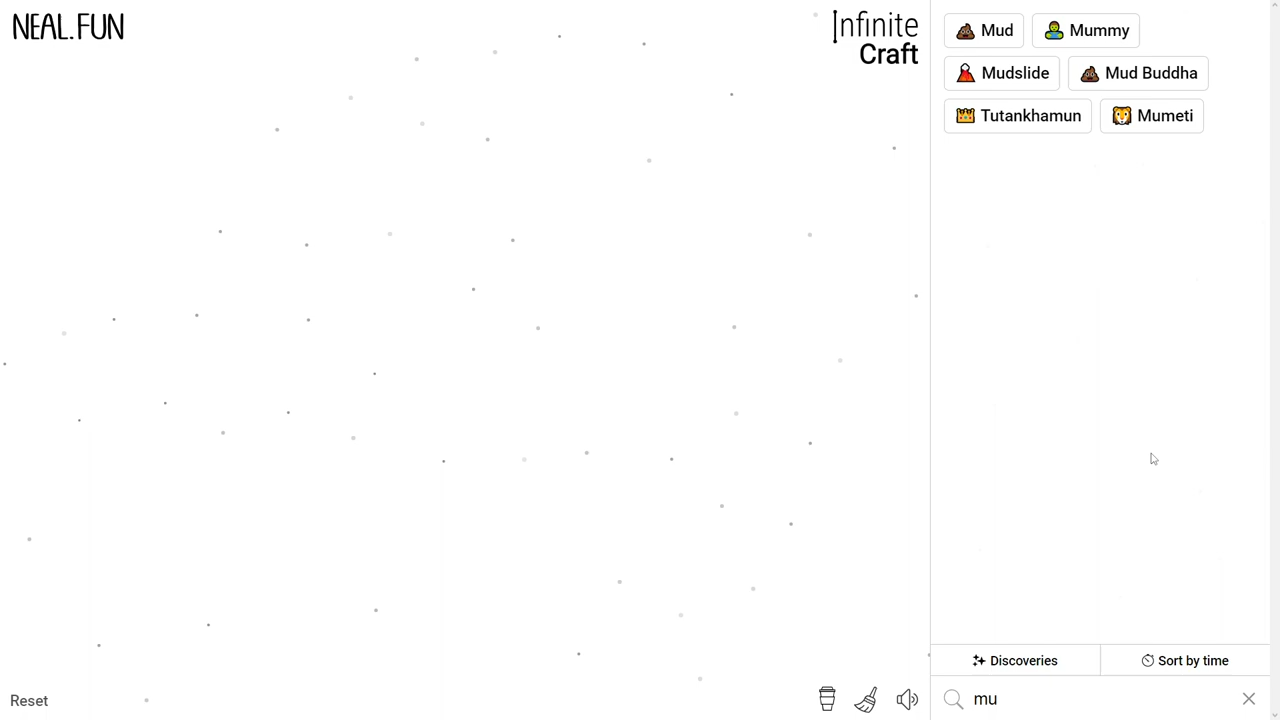 NEAL.FUN
Infinite
Craft
Mud
Mummy
Mudslide
Mud Buddha
Tutankhamun
Mumeti
Discoveries
Sort by time
Reset
mu